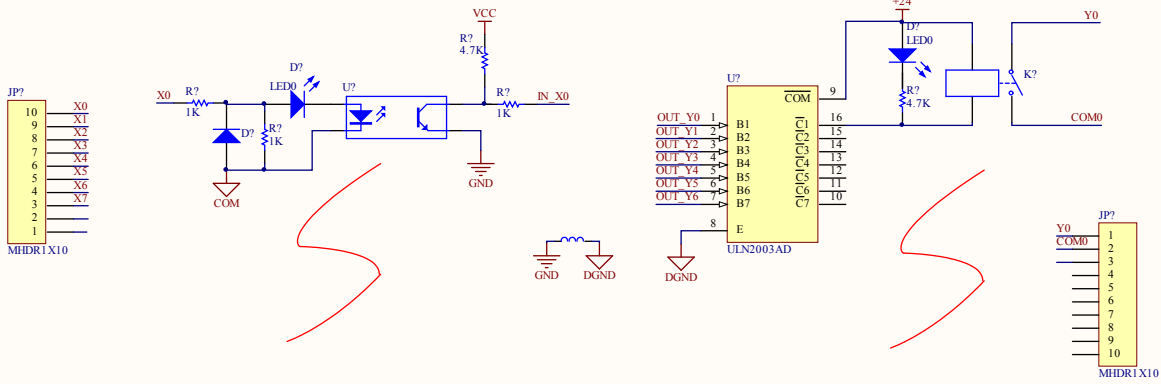 JP?
10 X0
9 X1
8 X2
7 X3
6 X4
5 X5
4 X6
3 X7
2
1
MHDR1X10
X0
R?
1K
D?
R?
1K
COM
D?
LED0
U?
VCC
R?
4.7K
R?
1K
IN_X0
GND
GND
DGND
U?
OUT_Y0 1 B1
OUT_Y1 2 B2
OUT_Y2 3 B3
OUT_Y3 4 B4
OUT_Y4 5 B5
OUT_Y5 6 B6
OUT_Y6 7 B7
8 E
COM 9
C1 16
C2 15
C3 14
C4 13
C5 12
C6 11
C7 10
ULN2003AD
DGND
+24
D?
LED0
R?
4.7K
K?
Y0
COM0
JP?
Y0 1
COM0 2
3
4
5
6
7
8
9
10
MHDR1X10